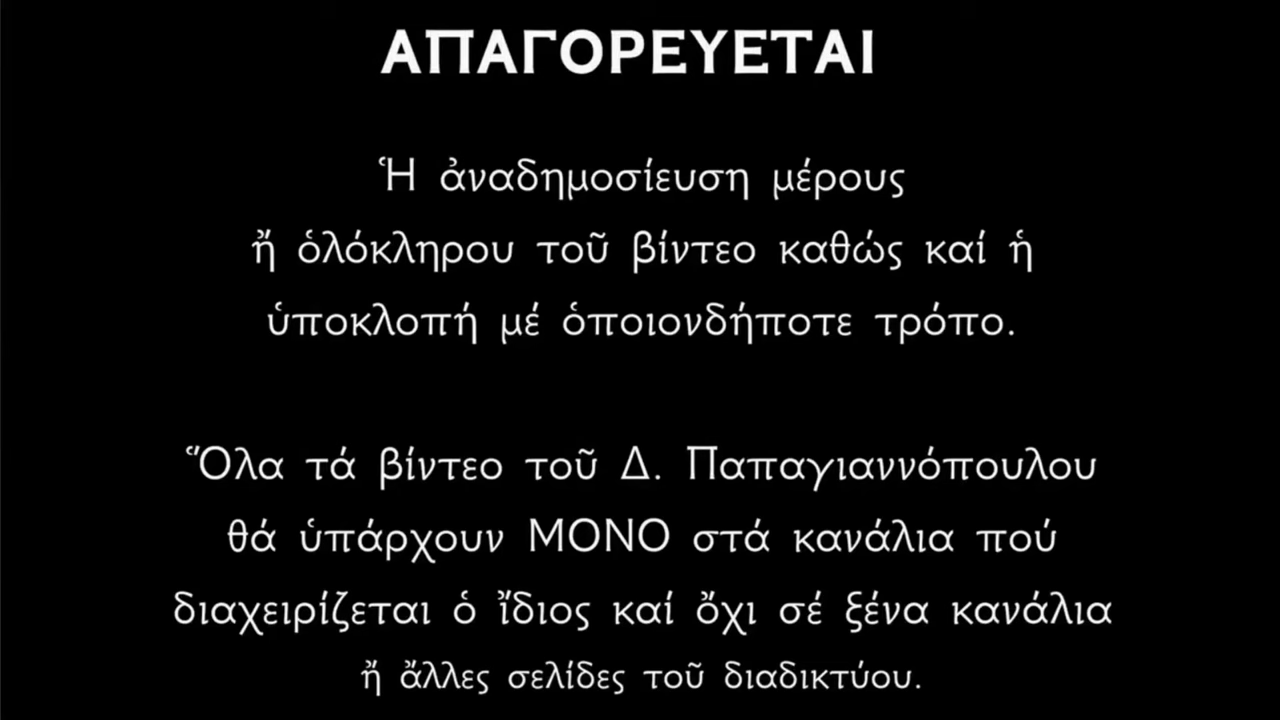 ΑΠΑΓΟΡΕΥΕΤΑΙ
Ἡ ἀναδημοσίευση μέρους
ἤ ὁλόκληρου τοῦ βίντεο καθώς καί ἡ
ὑποκλοπή μέ ὁποιονδήποτε τρόπο.
Ὅλα τά βίντεο τοῦ Δ. Παπαγιαννόπουλου
θά ὑπάρχουν ΜΟΝΟ στά κανάλια πού
διαχειρίζεται ὁ ἴδιος καί ὄχι σέ ξένα κανάλια
ἤ ἄλλες σελίδες τοῦ διαδικτύου.